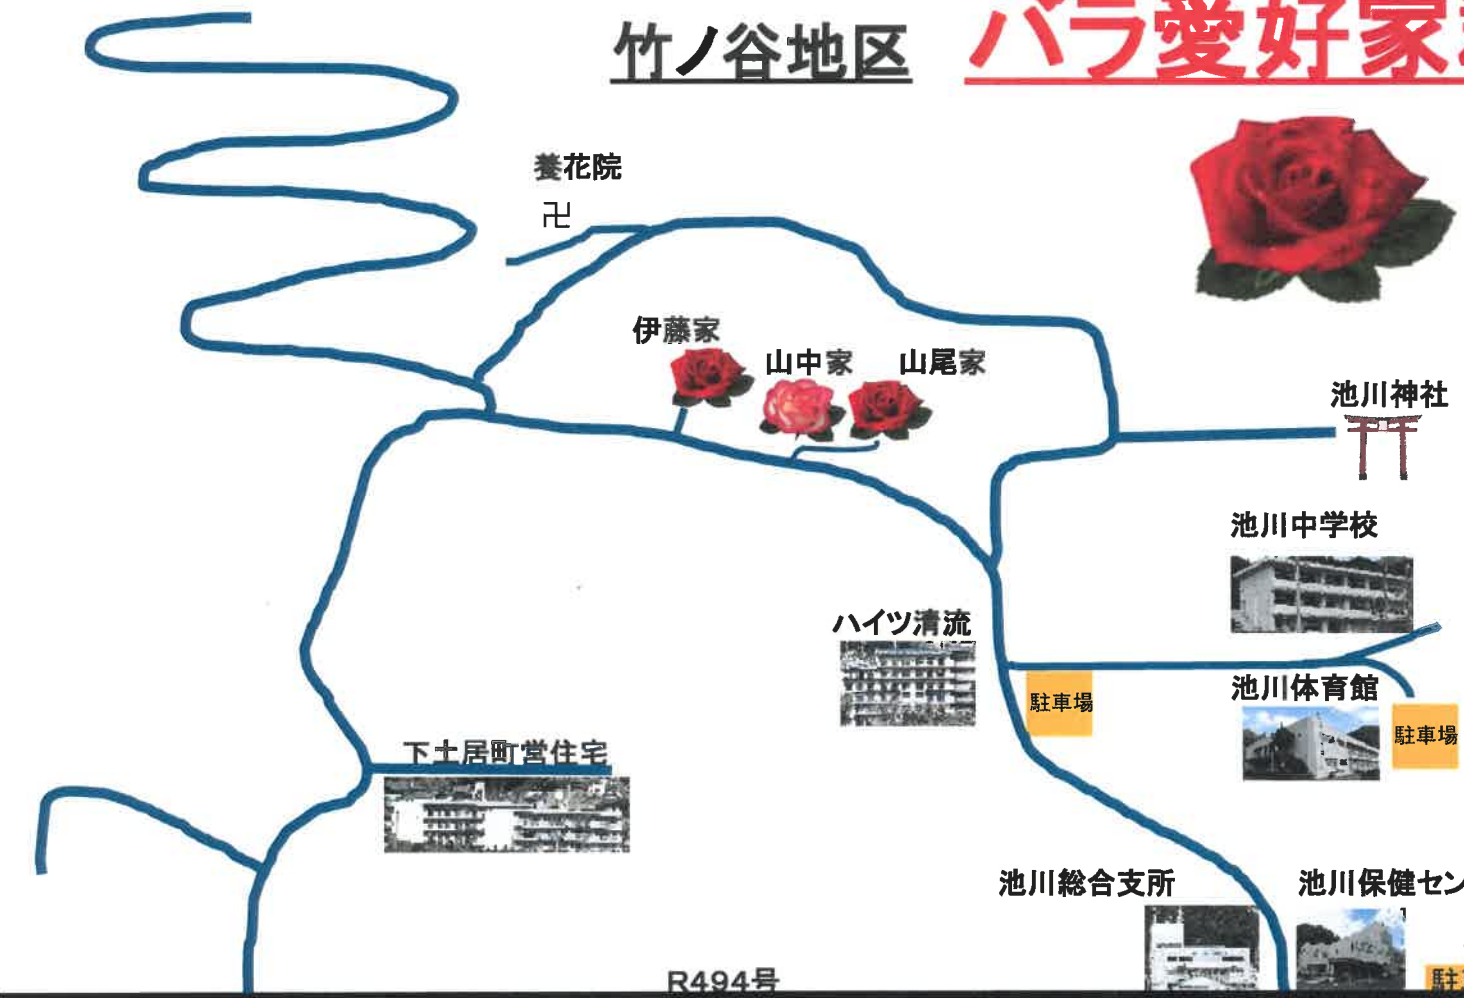 竹ノ谷地区 バラ愛好家
養花院
卍
伊藤家
山中家
山尾家
池川神社
池川中学校
ハイツ清流
駐車場
池川体育館
駐車場
下土居町営住宅
池川総合支所
池川保健セン
R494号
駐